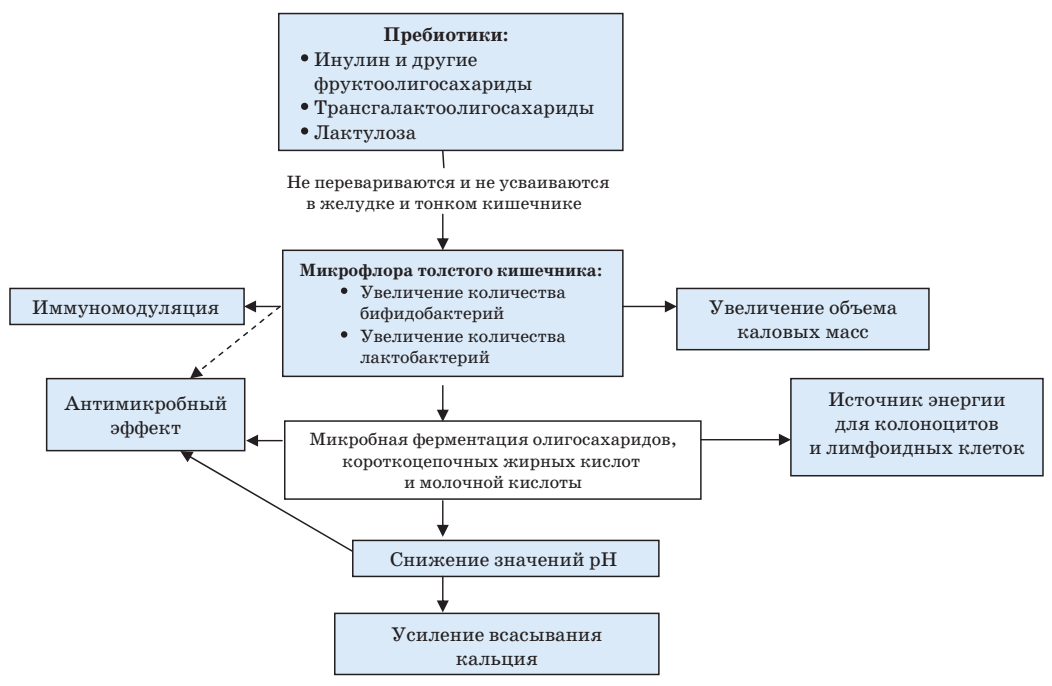 Пребиотики:
• Инулин и другие
фруктоолигосахариды
• Трансгалактоолигосахариды
• Лактулоза
Не перевариваются и не усваиваются
в желудке и тонком кишечнике
Микрофлора толстого кишечника:
• Увеличение количества
бифидобактерий
• Увеличение количества
лактобактерий
Иммуномодуляция
Увеличение объема
каловых масс
Антимикробный
эффект
Микробная ферментация олигосахаридов,
короткоцепочных жирных кислот
и молочной кислоты
Источник энергии
для колоноцитов
и лимфоидных клеток
Снижение значений pH
Усиление всасывания
кальция